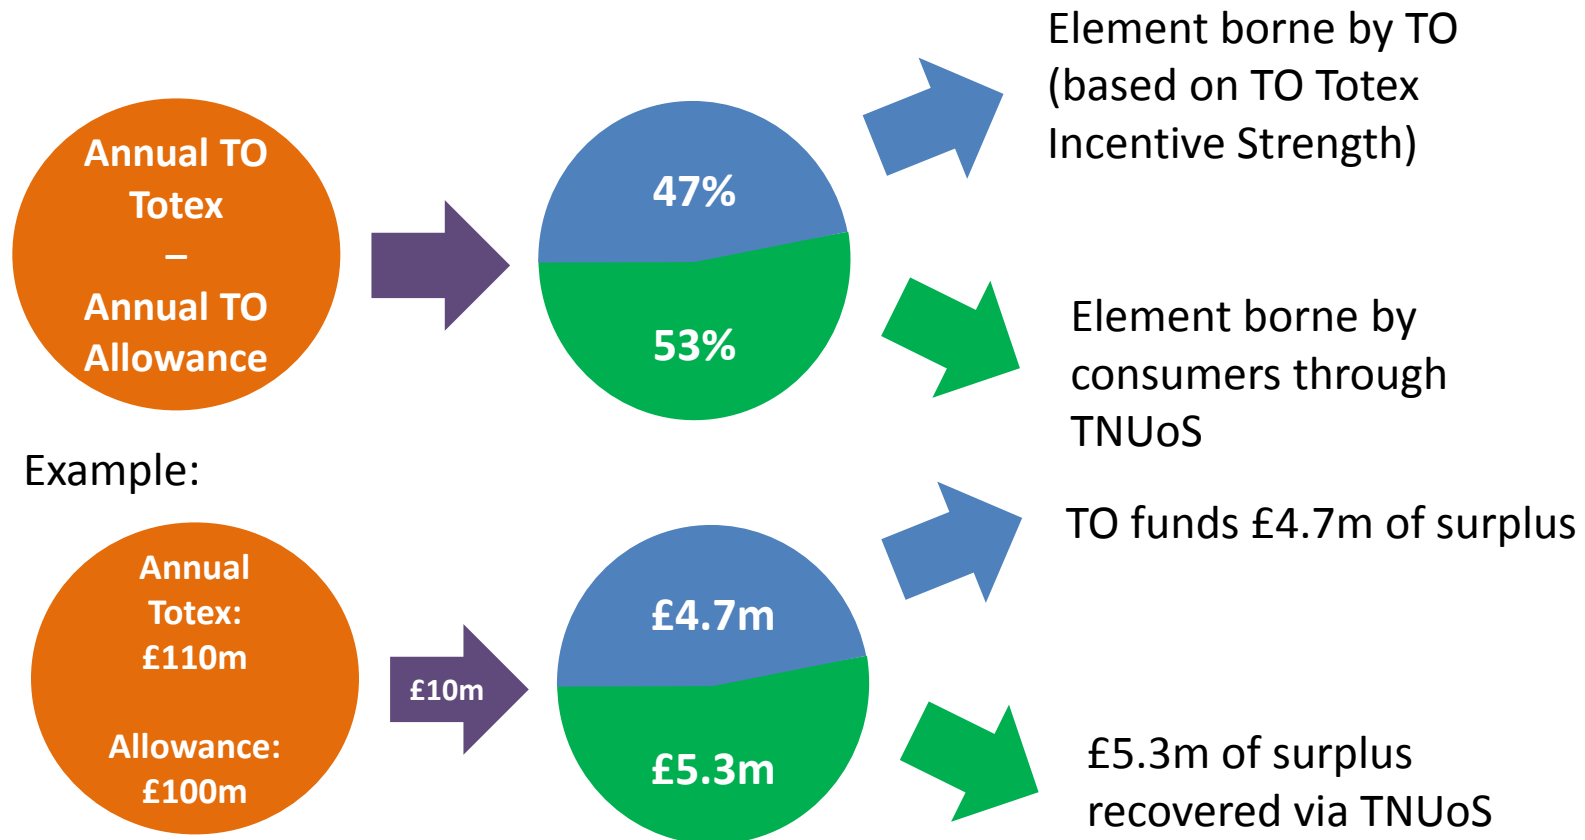 Annual TO
Totex
–
Annual TO
Allowance
47%
53%
Element borne by TO
(based on TO Totex
Incentive Strength)
Element borne by
consumers through
TNUoS
Example:
Annual
Totex:
£110m
Allowance:
£100m
£10m
£4.7m
£5.3m
TO funds £4.7m of surplus
£5.3m of surplus
recovered via TNUoS